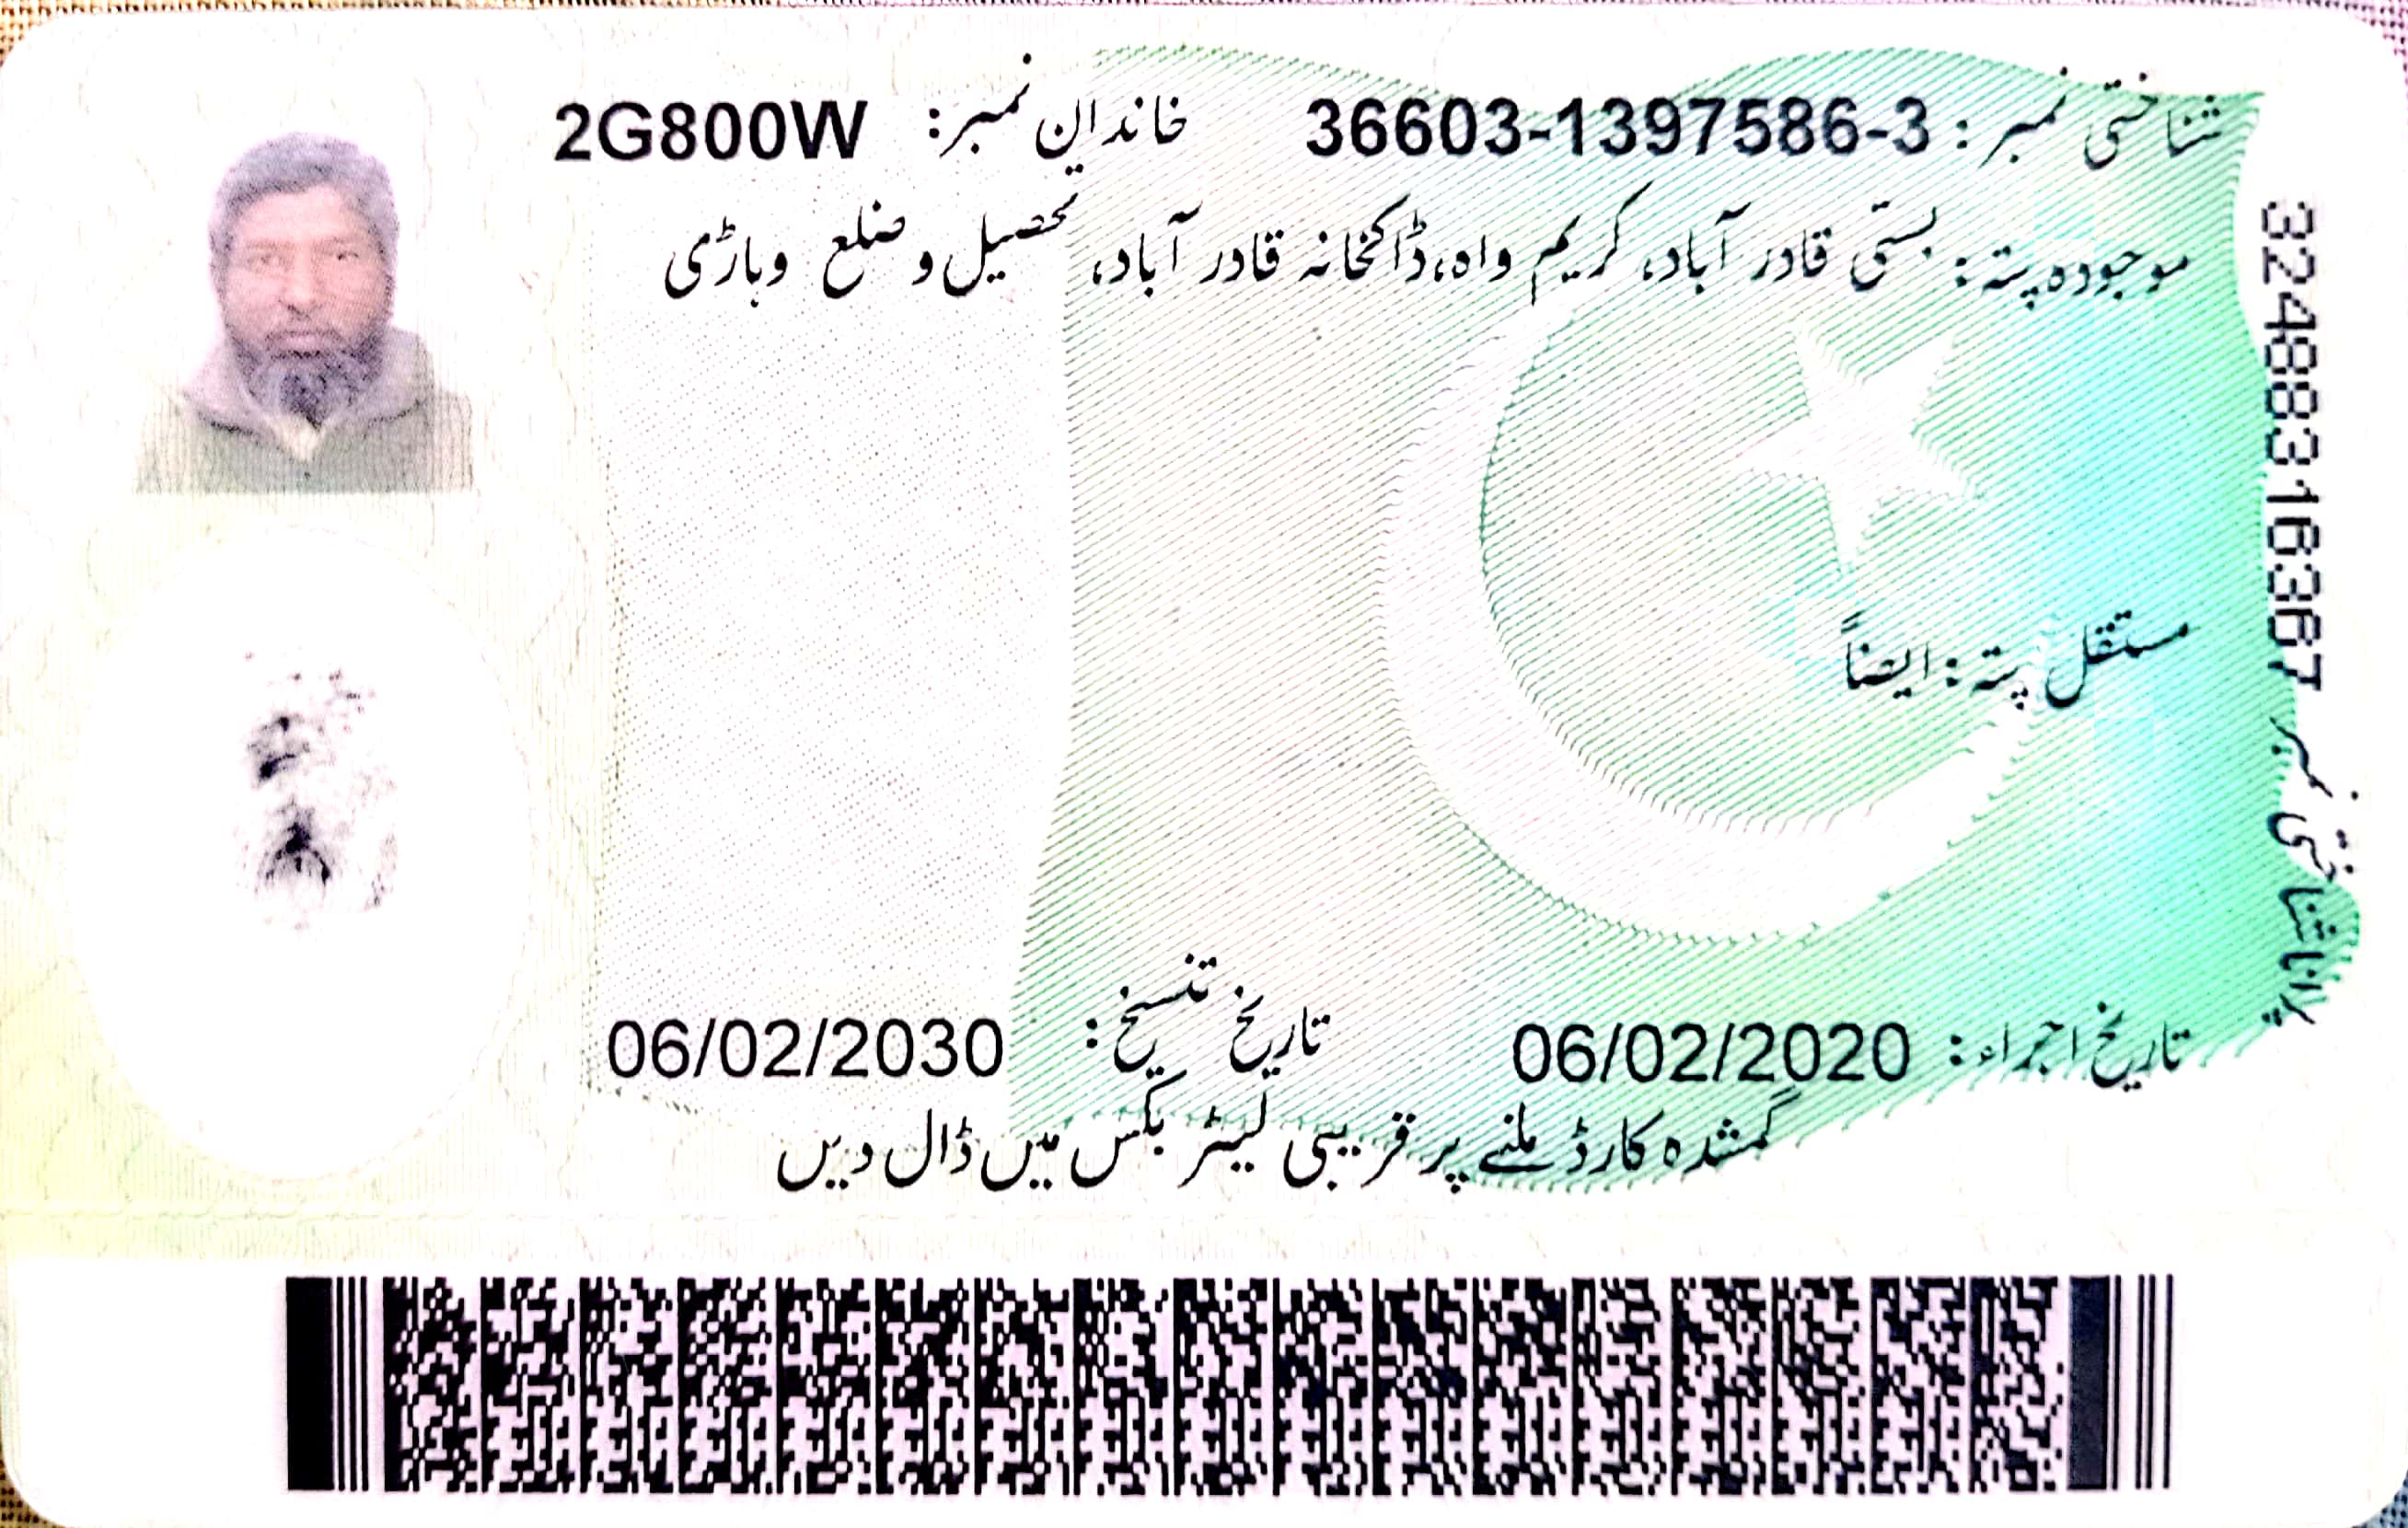 شناختی نمبر: 36603-1397586-3 خاندان نمبر: 2G800W
موجودہ پتہ: بستی قادر آباد، کریم واہ، ڈاکخانہ قادر آباد، تحصیل و ضلع وہاڑی
مستقل پتہ: ایضاً
تاریخ اجراء: 06/02/2020 تاریخ تنسیخ: 06/02/2030
گمشدہ کارڈ ملنے پر قریبی لیٹر بکس میں ڈال دیں
پرانا شناختی نمبر 32488316367